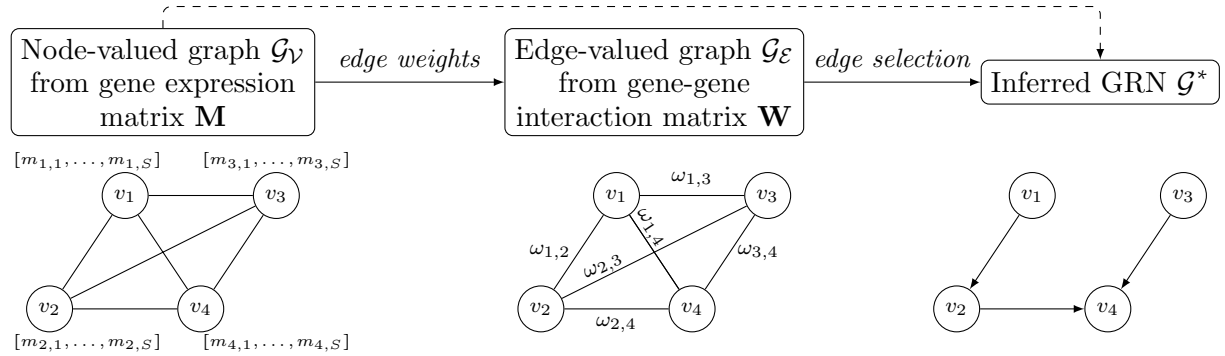 Node-valued graph 𝒢_𝒱
from gene expression
matrix **M**
edge weights
Edge-valued graph 𝒢_ℰ
from gene-gene
interaction matrix **W**
edge selection
Inferred GRN 𝒢*
[m_{1,1}, ..., m_{1,S}]
[m_{3,1}, ..., m_{3,S}]
v_1
v_3
v_2
v_4
[m_{2,1}, ..., m_{2,S}]
[m_{4,1}, ..., m_{4,S}]
v_1
ω_{1,3}
v_3
ω_{1,2}
ω_{1,4}
ω_{2,3}
ω_{3,4}
v_2
ω_{2,4}
v_4
v_1
v_3
v_2
v_4